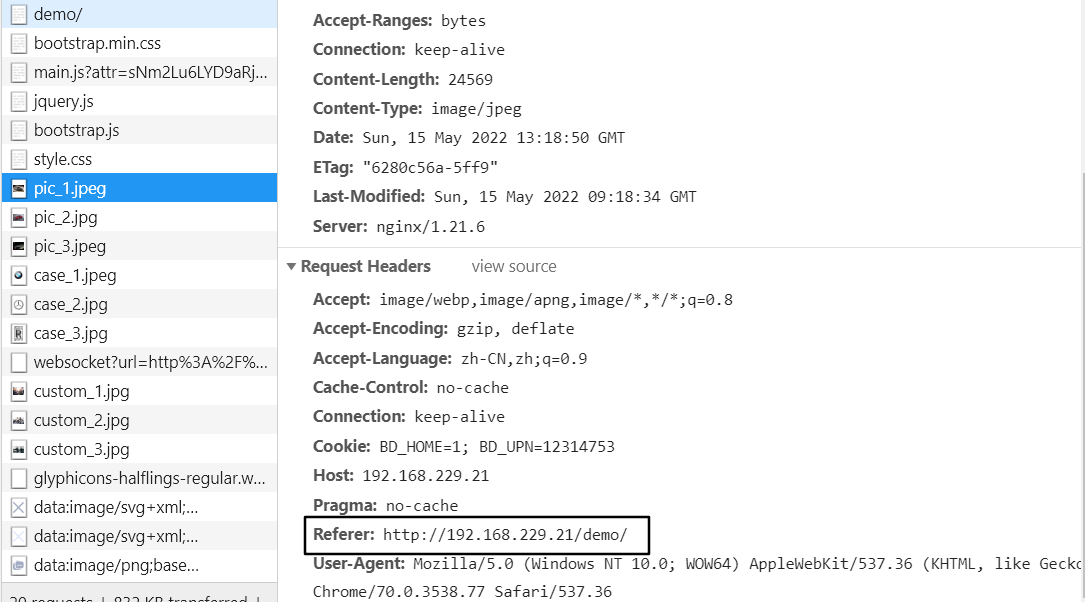 demo/
bootstrap.min.css
main.js?attr=sNm2Lu6LYD9aRj...
jquery.js
bootstrap.js
style.css
pic_1.jpeg
pic_2.jpg
pic_3.jpeg
case_1.jpeg
case_2.jpg
case_3.jpg
websocket?url=http%3A%2F%...
custom_1.jpg
custom_2.jpg
custom_3.jpg
glyphicons-halflings-regular.w...
data:image/svg+xml;...
data:image/svg+xml;...
data:image/png;base...
20 requests | 832 KB transferred |
Accept-Ranges: bytes
Connection: keep-alive
Content-Length: 24569
Content-Type: image/jpeg
Date: Sun, 15 May 2022 13:18:50 GMT
ETag: "6280c56a-5ff9"
Last-Modified: Sun, 15 May 2022 09:18:34 GMT
Server: nginx/1.21.6
Request Headers view source
Accept: image/webp,image/apng,image/*,*/*;q=0.8
Accept-Encoding: gzip, deflate
Accept-Language: zh-CN,zh;q=0.9
Cache-Control: no-cache
Connection: keep-alive
Cookie: BD_HOME=1; BD_UPN=12314753
Host: 192.168.229.21
Pragma: no-cache
Referer: http://192.168.229.21/demo/
User-Agent: Mozilla/5.0 (Windows NT 10.0; WOW64) AppleWebKit/537.36 (KHTML, like Gecko
Chrome/70.0.3538.77 Safari/537.36